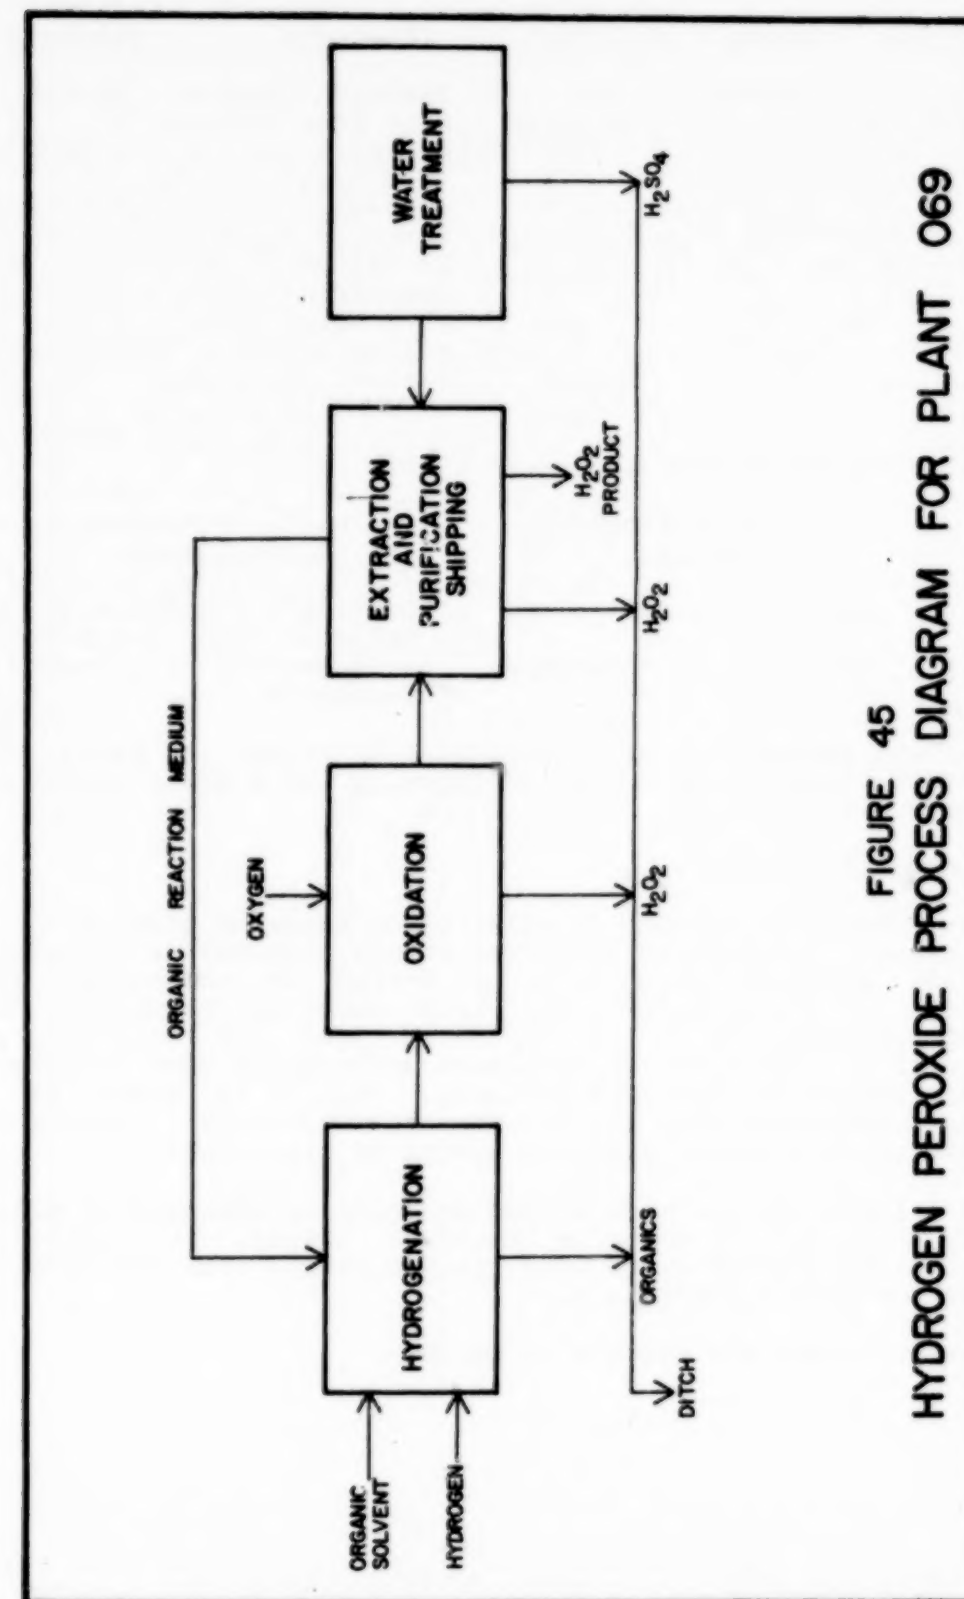 ORGANIC REACTION MEDIUM
OXYGEN
ORGANIC
SOLVENT
HYDROGEN
HYDROGENATION
OXIDATION
EXTRACTION
AND
PURIFICATION
SHIPPING
WATER
TREATMENT
H₂O₂
PRODUCT
DITCH
ORGANICS
H₂O₂
H₂O₂
H₂SO₄
FIGURE 45
HYDROGEN PEROXIDE PROCESS DIAGRAM FOR PLANT 069